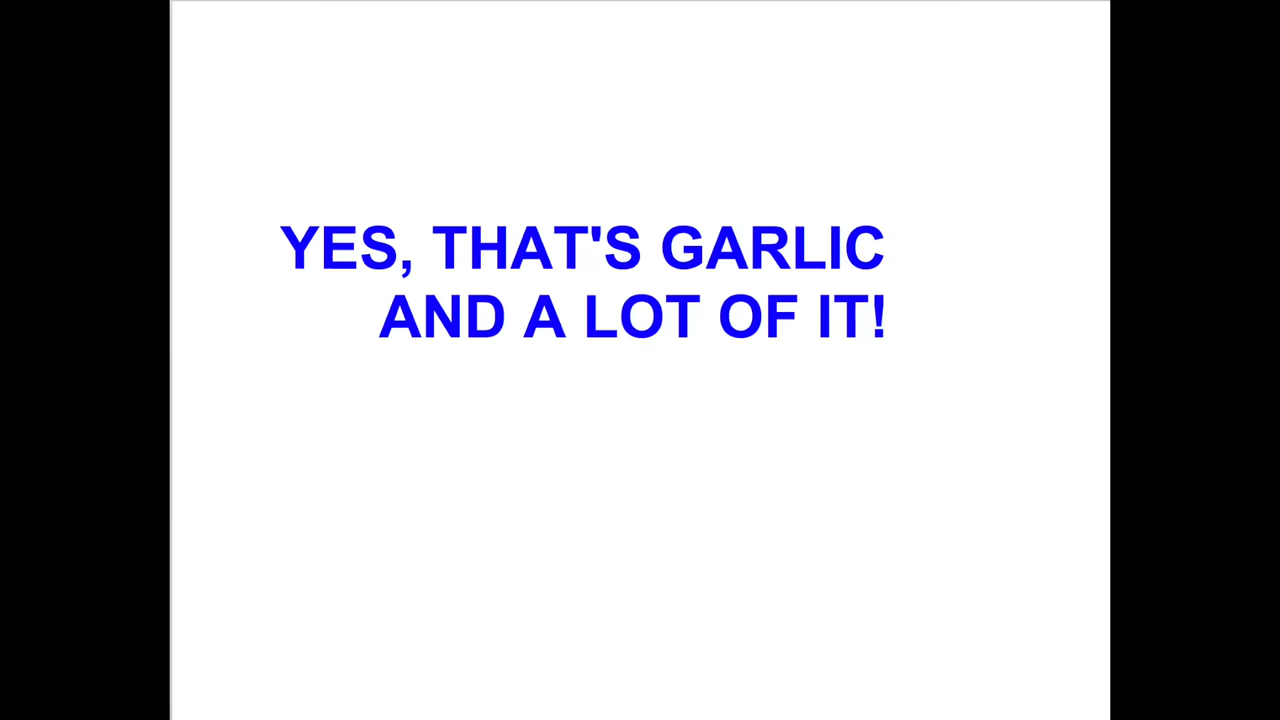 YES, THAT'S GARLIC
AND A LOT OF IT!